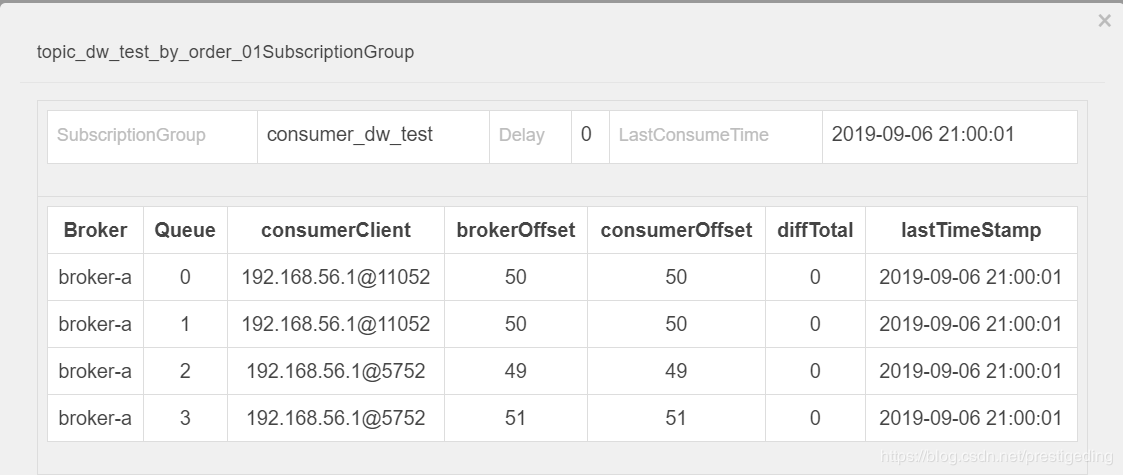 ×
topic_dw_test_by_order_01SubscriptionGroup
SubscriptionGroup consumer_dw_test Delay 0 LastConsumeTime 2019-09-06 21:00:01
Broker Queue consumerClient brokerOffset consumerOffset diffTotal lastTimeStamp
broker-a 0 192.168.56.1@11052 50 50 0 2019-09-06 21:00:01
broker-a 1 192.168.56.1@11052 50 50 0 2019-09-06 21:00:01
broker-a 2 192.168.56.1@5752 49 49 0 2019-09-06 21:00:01
broker-a 3 192.168.56.1@5752 51 51 0 2019-09-06 21:00:01
https://blog.csdn.net/prestigeding